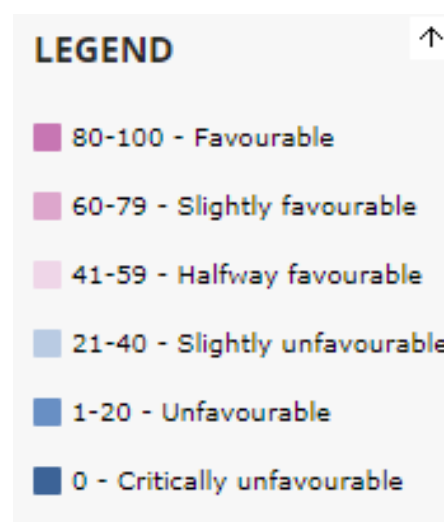 LEGEND
80-100 - Favourable
60-79 - Slightly favourable
41-59 - Halfway favourable
21-40 - Slightly unfavourable
1-20 - Unfavourable
0 - Critically unfavourable